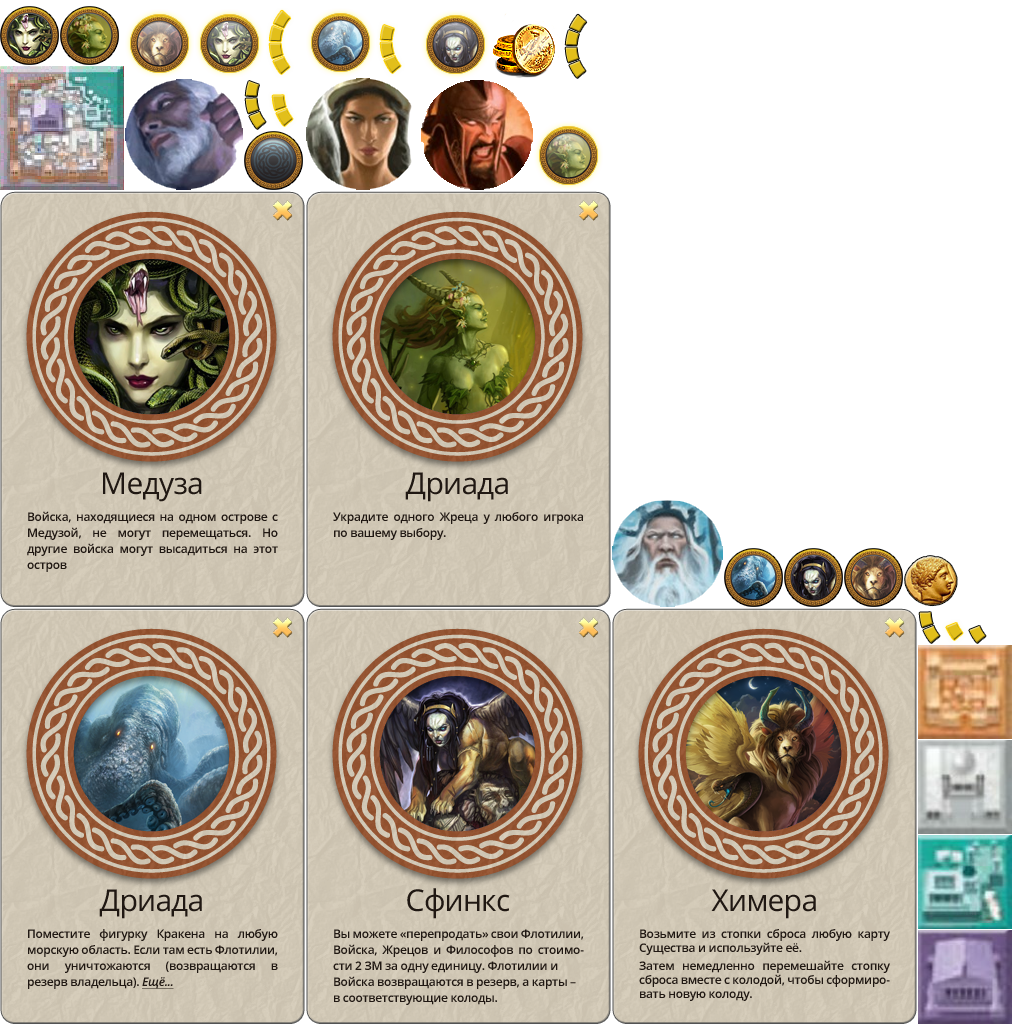 Медуза
Войска, находящиеся на одном острове с
Медузой, не могут перемещаться. Но
другие войска могут высадиться на этот
остров
Дриада
Украдите одного Жреца у любого игрока
по вашему выбору.
Дриада
Поместите фигурку Кракена на любую
морскую область. Если там есть Флотилии,
они уничтожаются (возвращаются в
резерв владельца). Ещё...
Сфинкс
Вы можете «перепродать» свои Флотилии,
Войска, Жрецов и Философов по стоимо-
сти 2 ЗМ за одну единицу. Флотилии и
Войска возвращаются в резерв, а карты –
в соответствующие колоды.
Химера
Возьмите из стопки сброса любую карту
Существа и используйте её.
Затем немедленно перемешайте стопку
сброса вместе с колодой, чтобы сформиро-
вать новую колоду.